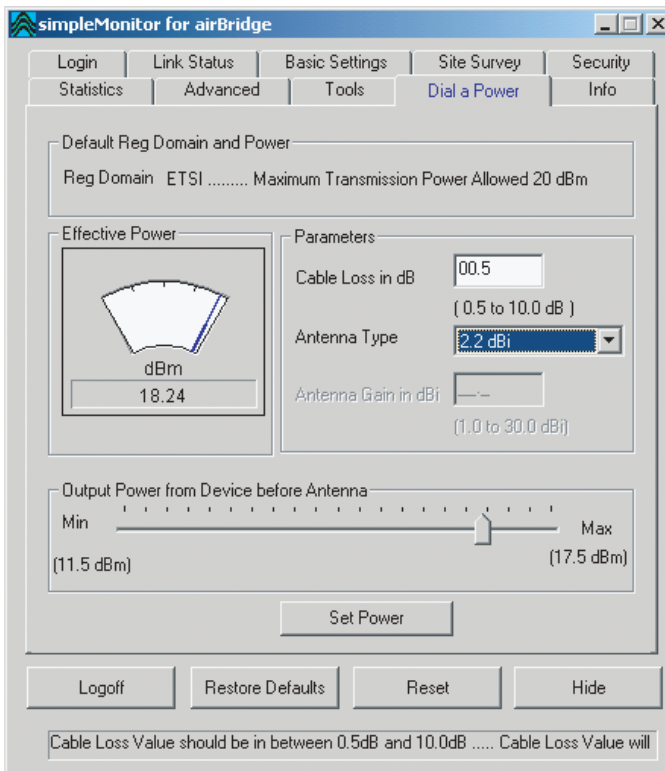 simpleMonitor for airBridge
Login Link Status Basic Settings Site Survey Security
Statistics Advanced Tools Dial a Power Info
Default Reg Domain and Power
Reg Domain ETSI ......... Maximum Transmission Power Allowed 20 dBm
Effective Power
dBm
18.24
Parameters
Cable Loss in dB 00.5
( 0.5 to 10.0 dB )
Antenna Type 2.2 dBi
Antenna Gain in dBi __.__
(1.0 to 30.0 dBi)
Output Power from Device before Antenna
Min Max
(11.5 dBm) (17.5 dBm)
Set Power
Logoff Restore Defaults Reset Hide
Cable Loss Value should be in between 0.5dB and 10.0dB ..... Cable Loss Value will